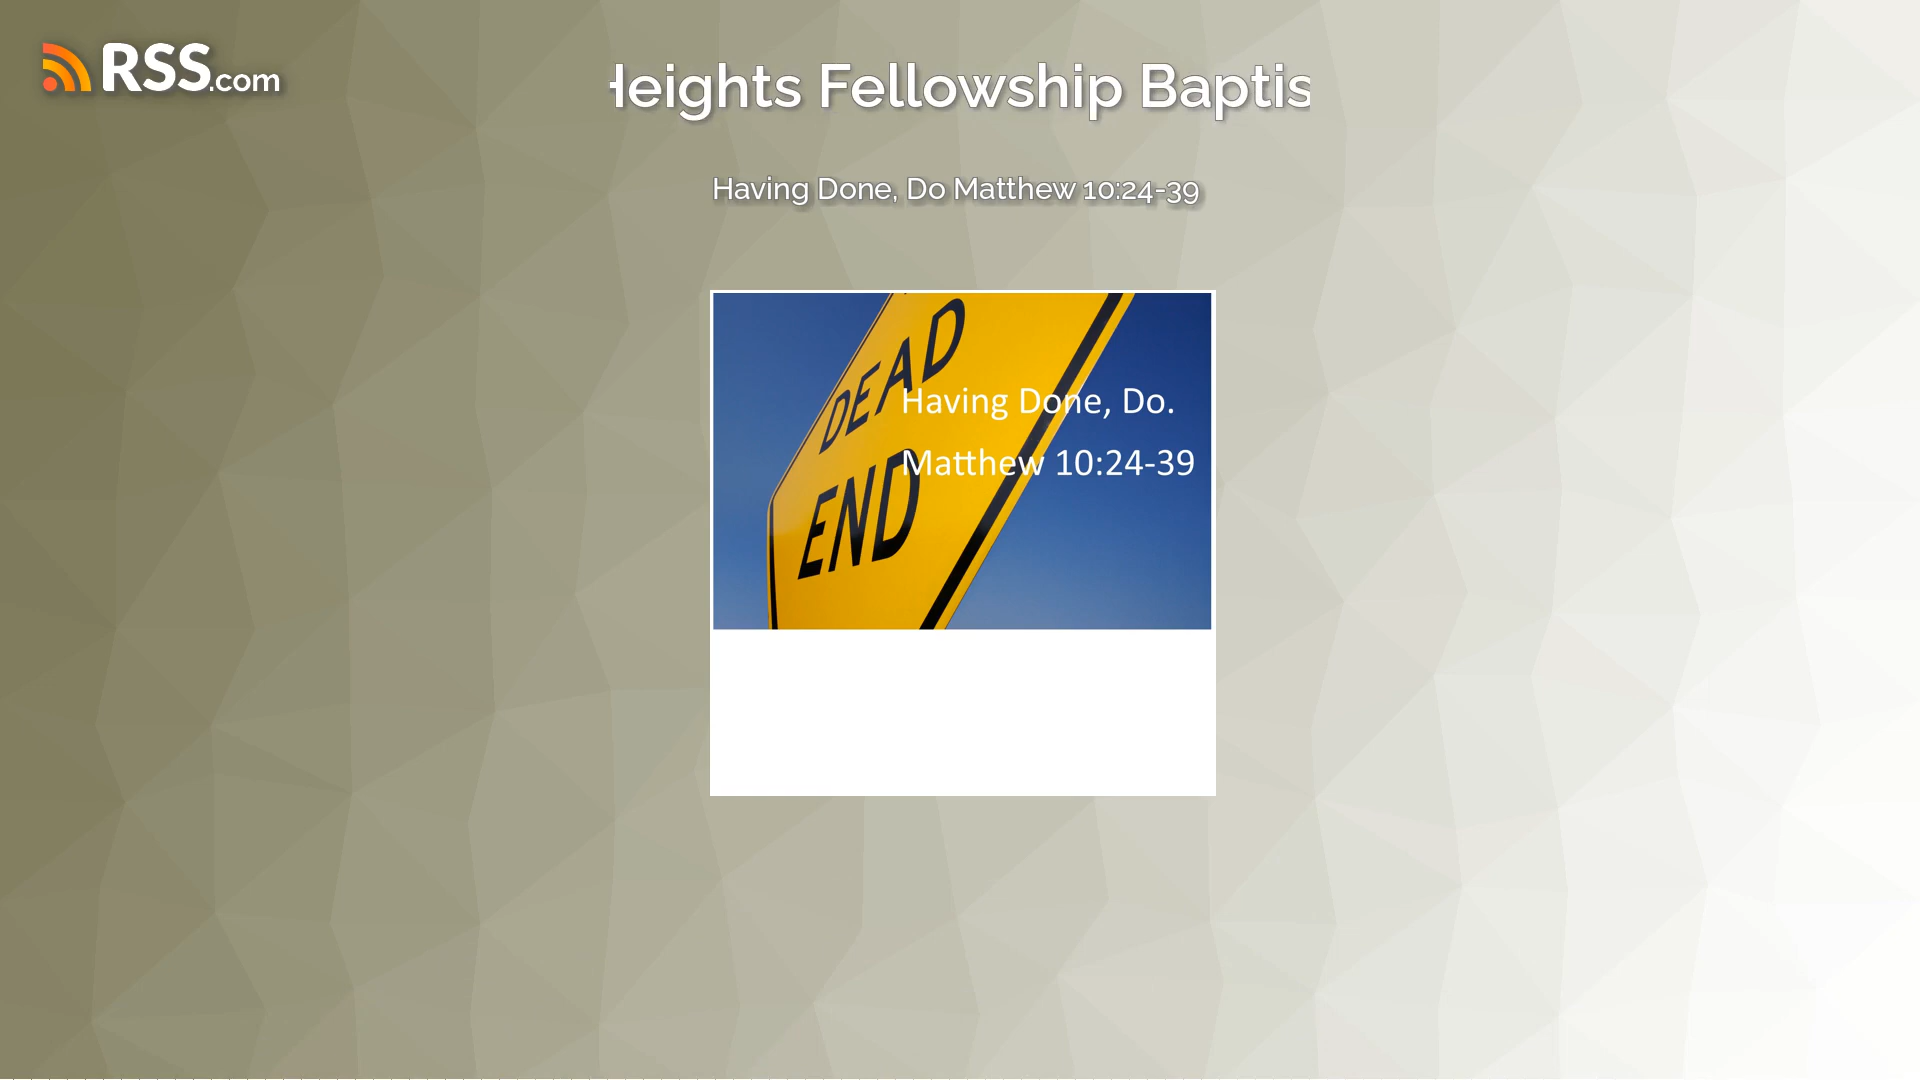 RSS.com
eights Fellowship Baptis
Having Done, Do Matthew 10:24-39
DEAD
END
Having Done, Do.
Matthew 10:24-39